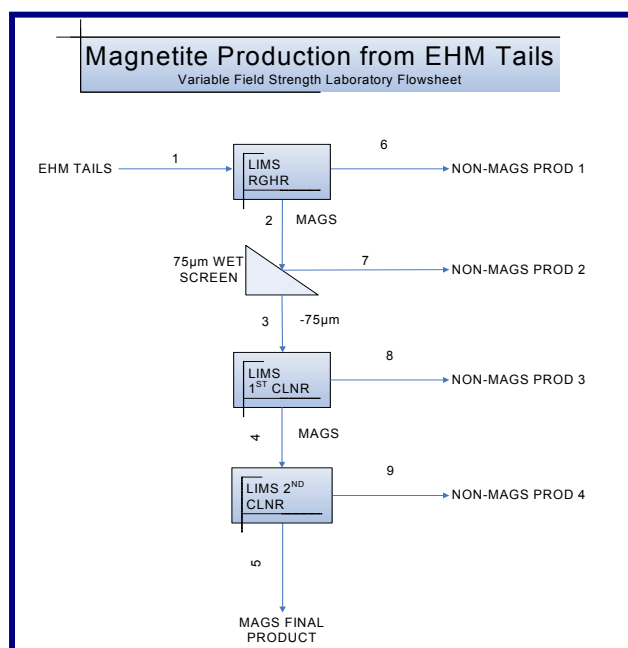 Magnetite Production from EHM Tails
Variable Field Strength Laboratory Flowsheet
EHM TAILS
1
LIMS
RGHR
6
NON-MAGS PROD 1
2
MAGS
75µm WET
SCREEN
7
NON-MAGS PROD 2
3
-75µm
LIMS
1ST CLNR
8
NON-MAGS PROD 3
4
MAGS
LIMS 2ND
CLNR
9
NON-MAGS PROD 4
5
MAGS FINAL
PRODUCT